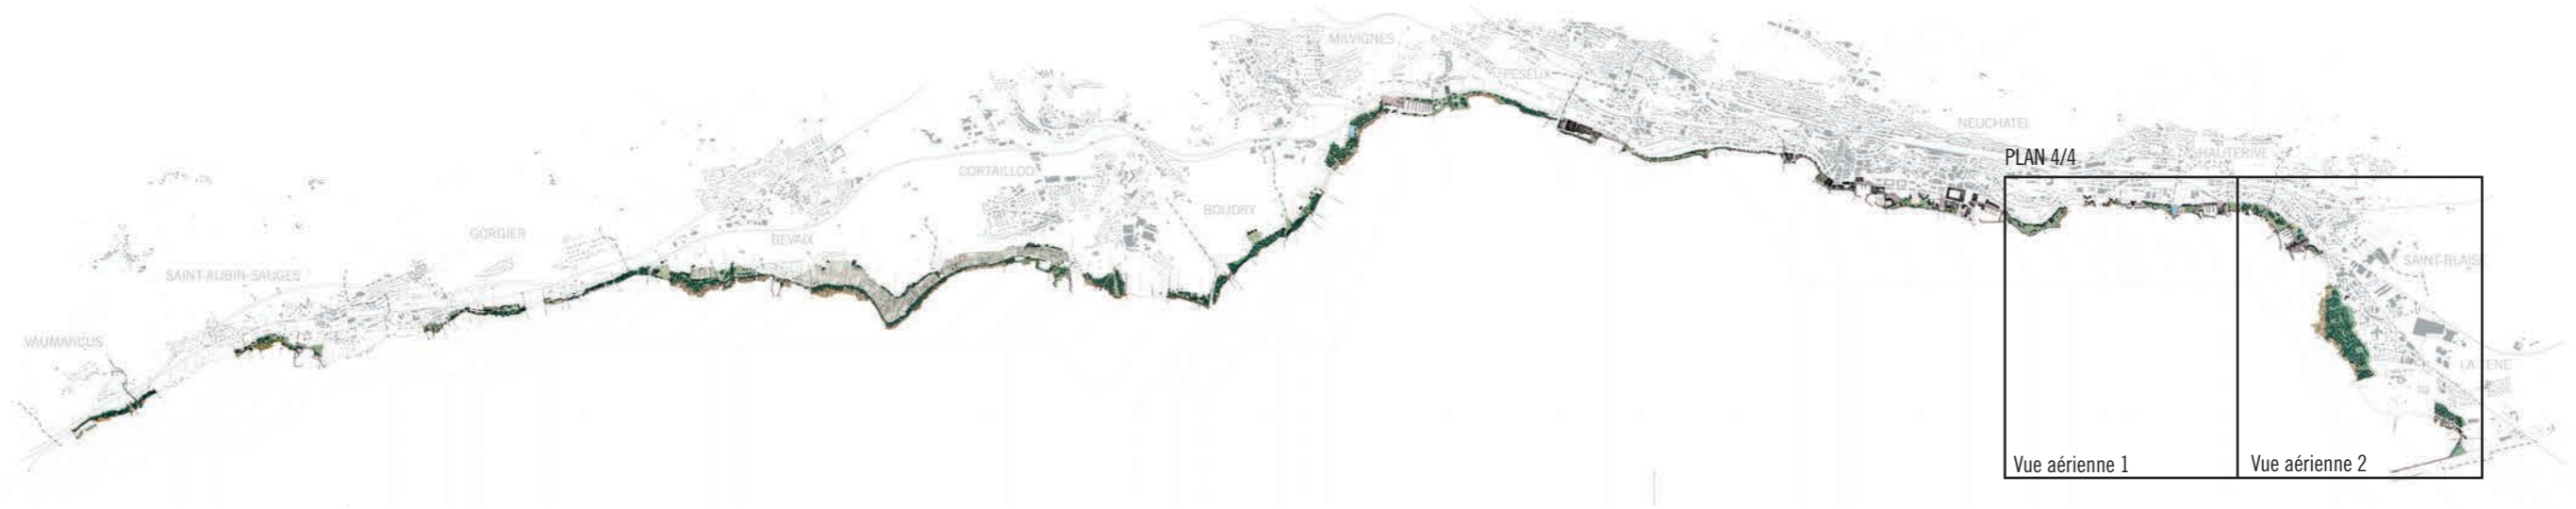 MILVIGNES
PESEUX
NEUCHATEL
PLAN 4/4
HAUTERIVE
CORTAILLOD
BOUDRY
GORGIER
BEVAIX
SAINT-AUBIN-SAUGES
SAINT-BLAISE
VAUMARCUS
LA TENE
Vue aérienne 1
Vue aérienne 2